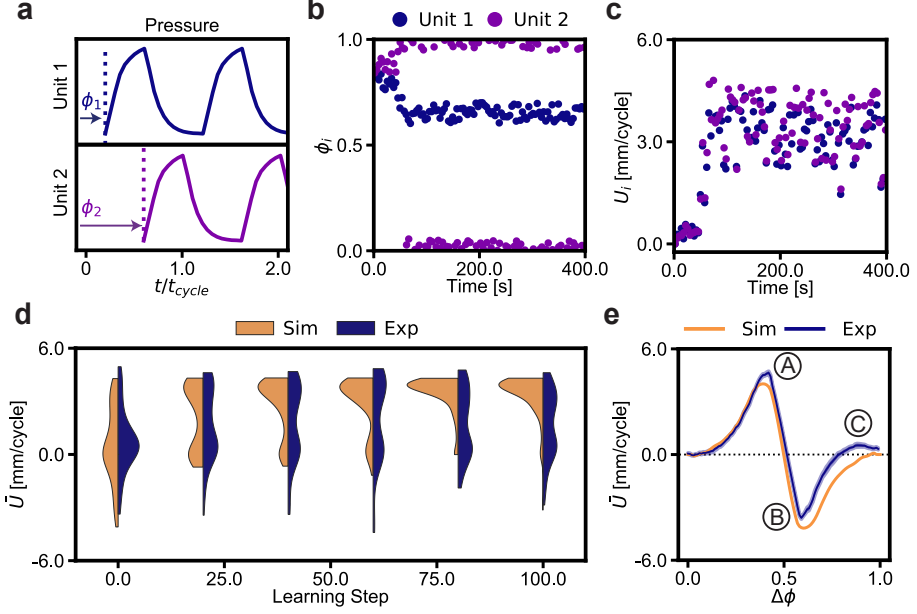 a
Pressure
Unit 1
ϕ1
Unit 2
ϕ2
0 1.0 2.0
t/tcycle
Unit 1 Unit 2
b
1.0
0.5
0.0
ϕi
0.0 200.0 400.0
Time [s]
c
6.0
3.0
0.0
Ui [mm/cycle]
0.0 200.0 400.0
Time [s]
d
Sim Exp
6.0
0.0
-6.0
Ū [mm/cycle]
0.0 25.0 50.0 75.0 100.0
Learning Step
e
Sim Exp
6.0
0.0
-6.0
Ū [mm/cycle]
A
B
C
0.0 0.5 1.0
Δϕ